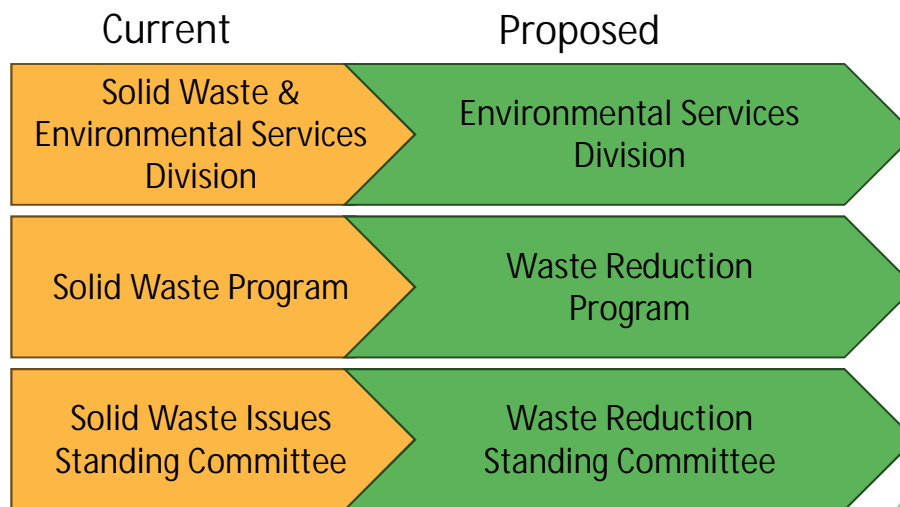 Current
Proposed
Solid Waste &
Environmental Services
Division
Environmental Services
Division
Solid Waste Program
Waste Reduction
Program
Solid Waste Issues
Standing Committee
Waste Reduction
Standing Committee